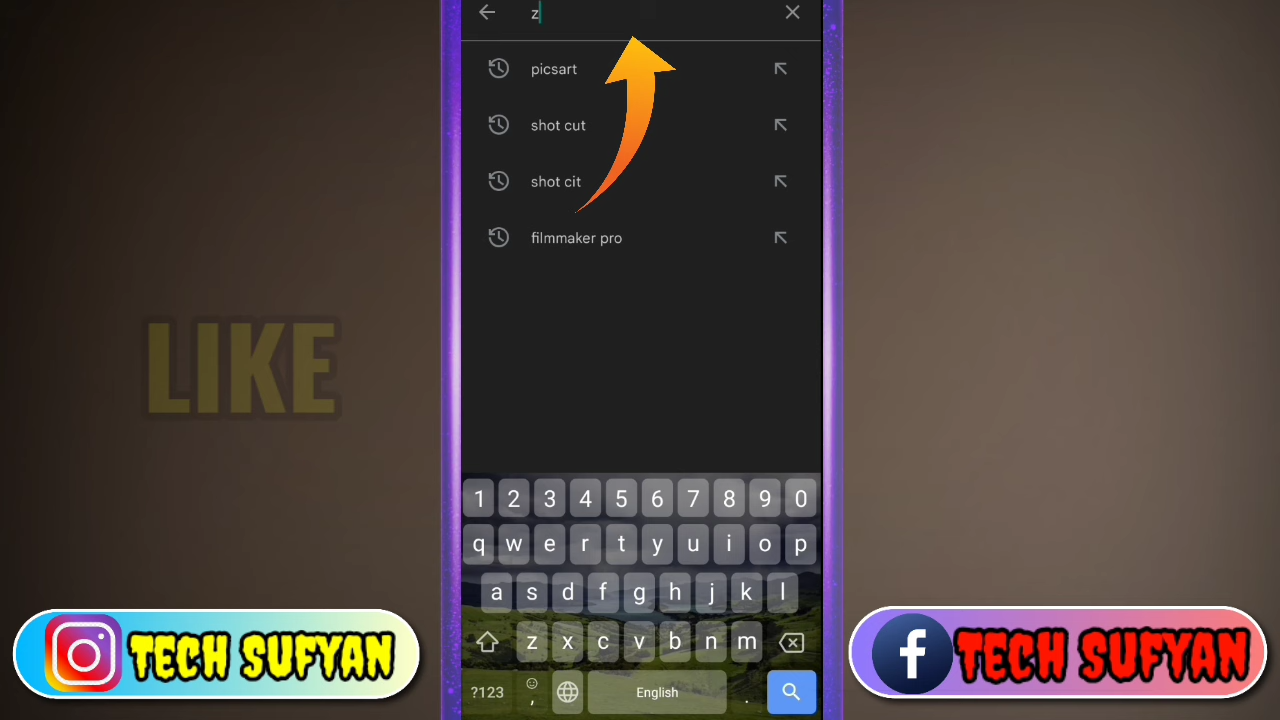 z
picsart
shot cut
shot cit
filmmaker pro
LIKE
1 2 3 4 5 6 7 8 9 0
q w e r t y u i o p
a s d f g h j k l
z x c v b n m
?123 , English .
TECH SUFYAN
f TECH SUFYAN